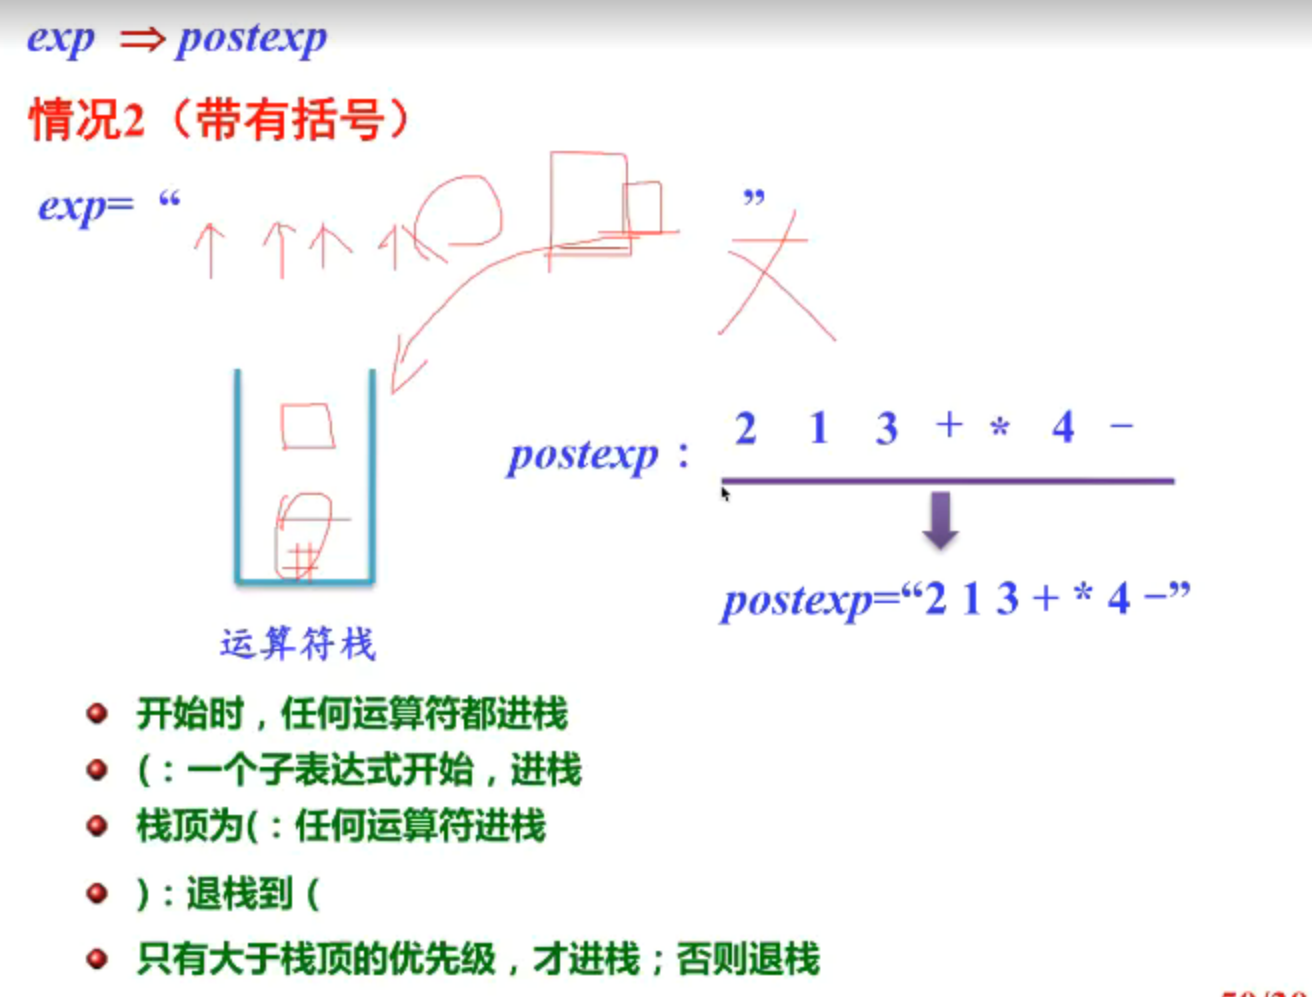 exp ⇒ postexp
情况2（带有括号）
exp= “ ”
#
postexp：
2 1 3 + * 4 −
postexp=“2 1 3 + * 4 −”
运算符栈
开始时，任何运算符都进栈
(：一个子表达式开始，进栈
栈顶为(：任何运算符进栈
)：退栈到 (
只有大于栈顶的优先级，才进栈；否则退栈